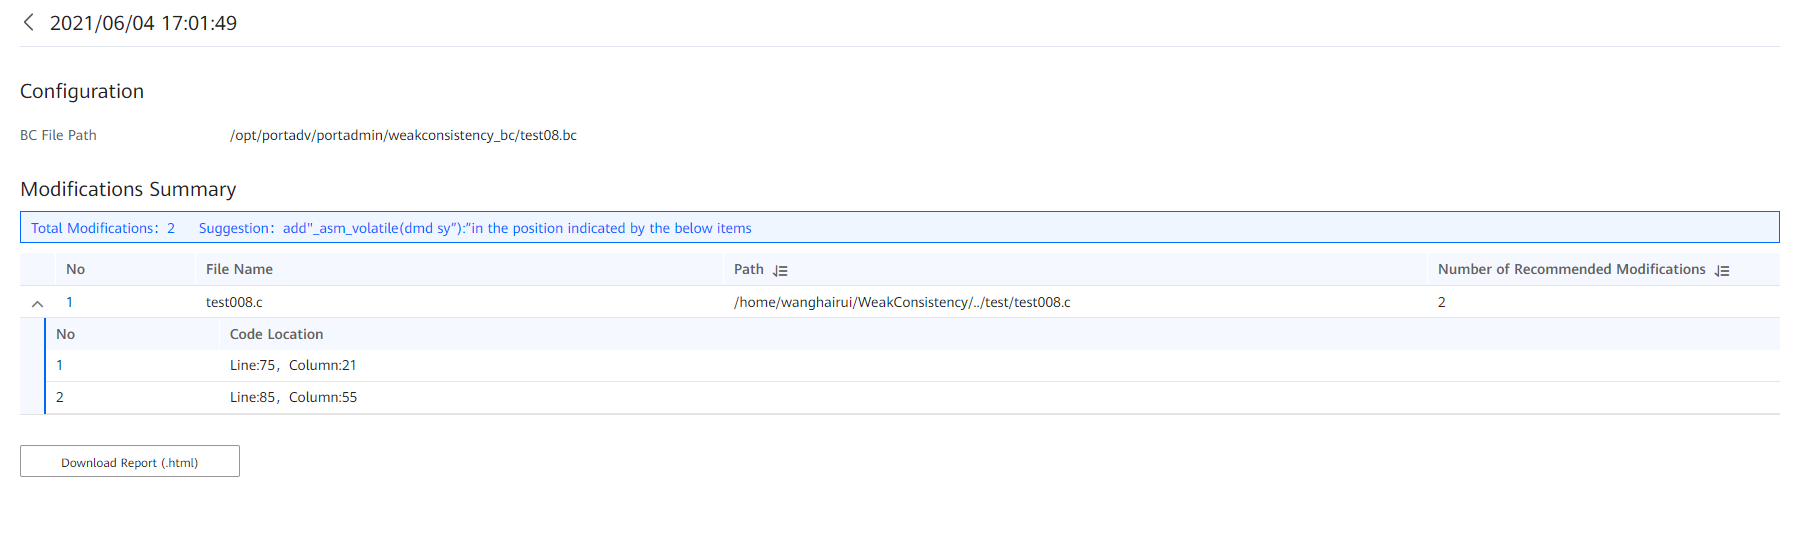 2021/06/04 17:01:49
Configuration
BC File Path /opt/portadv/portadmin/weakconsistency_bc/test08.bc
Modifications Summary
Total Modifications：2 Suggestion：add"_asm_volatile(dmd sy"):"in the position indicated by the below items
No File Name Path Number of Recommended Modifications
1 test008.c /home/wanghairui/WeakConsistency/../test/test008.c 2
No Code Location
1 Line:75，Column:21
2 Line:85，Column:55
Download Report (.html)